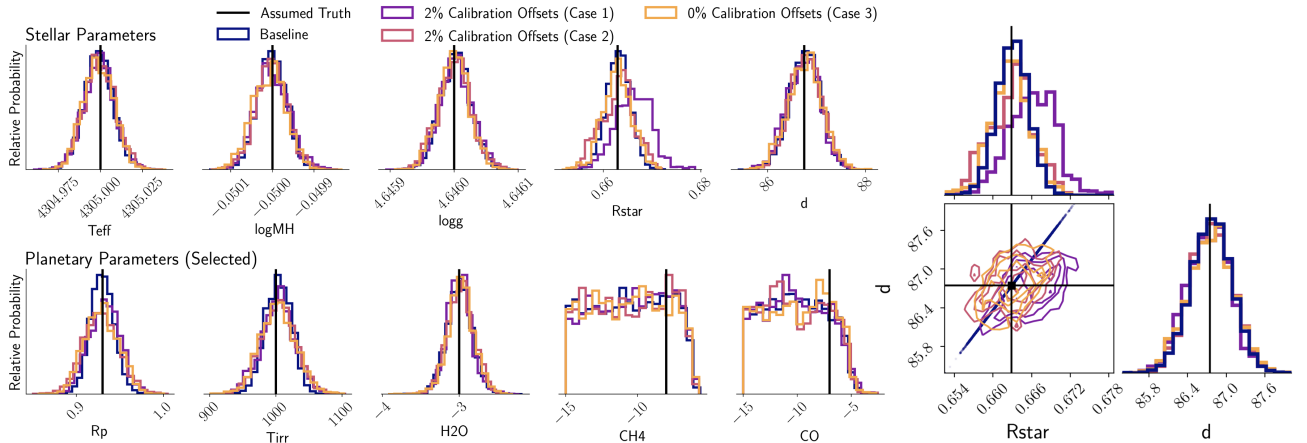 Assumed Truth
Baseline
2% Calibration Offsets (Case 1)
2% Calibration Offsets (Case 2)
0% Calibration Offsets (Case 3)
Stellar Parameters
Relative Probability
4304.975 4305.000 4305.025
Teff
−0.0501 −0.0500 −0.0499
logMH
4.6459 4.6460 4.6461
logg
0.66 0.68
Rstar
86 88
d
Planetary Parameters (Selected)
Relative Probability
0.9 1.0
Rp
900 1000 1100
Tirr
−4 −3
H2O
−15 −10
CH4
−15 −10 −5
CO
d
87.6
87.0
86.4
85.8
0.654 0.660 0.666 0.672 0.678
Rstar
85.8 86.4 87.0 87.6
d